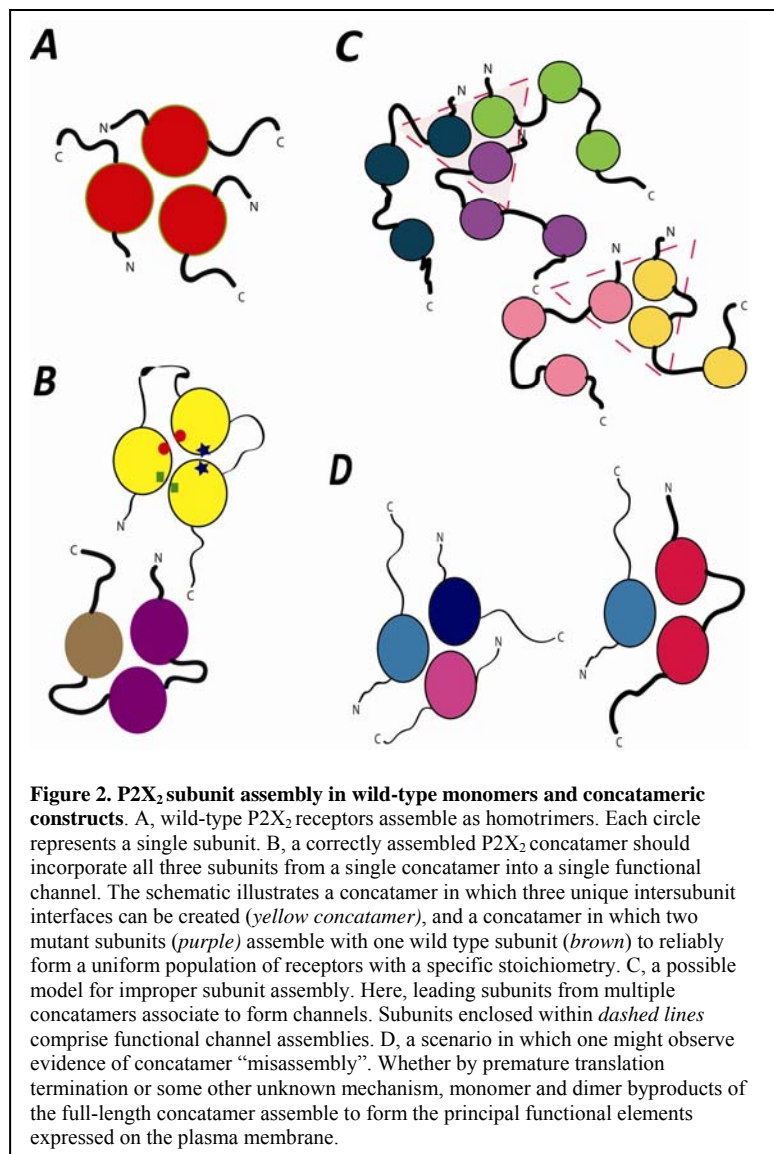 A
C
N
C
C
N
N
C
N
N
N
C
C
C
N
N
C
C
B
N
C
C
N
D
C
N
C
N
N
C
C
N
N
C
Figure 2. P2X₂ subunit assembly in wild-type monomers and concatameric
constructs. A, wild-type P2X₂ receptors assemble as homotrimers. Each circle
represents a single subunit. B, a correctly assembled P2X₂ concatamer should
incorporate all three subunits from a single concatamer into a single functional
channel. The schematic illustrates a concatamer in which three unique intersubunit
interfaces can be created (yellow concatamer), and a concatamer in which two
mutant subunits (purple) assemble with one wild type subunit (brown) to reliably
form a uniform population of receptors with a specific stoichiometry. C, a possible
model for improper subunit assembly. Here, leading subunits from multiple
concatamers associate to form channels. Subunits enclosed within dashed lines
comprise functional channel assemblies. D, a scenario in which one might observe
evidence of concatamer “misassembly”. Whether by premature translation
termination or some other unknown mechanism, monomer and dimer byproducts of
the full-length concatamer assemble to form the principal functional elements
expressed on the plasma membrane.